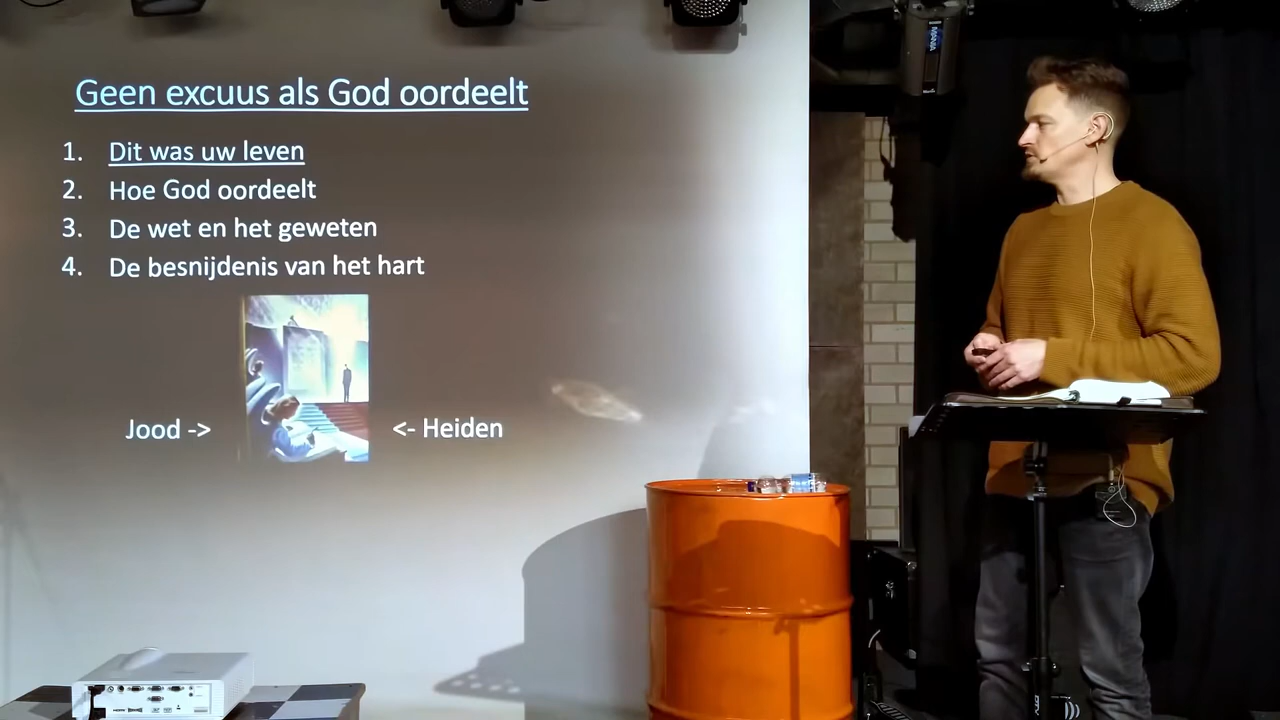 Geen excuus als God oordeelt
1. Dit was uw leven
2. Hoe God oordeelt
3. De wet en het geweten
4. De besnijdenis van het hart
Jood ->
<- Heiden